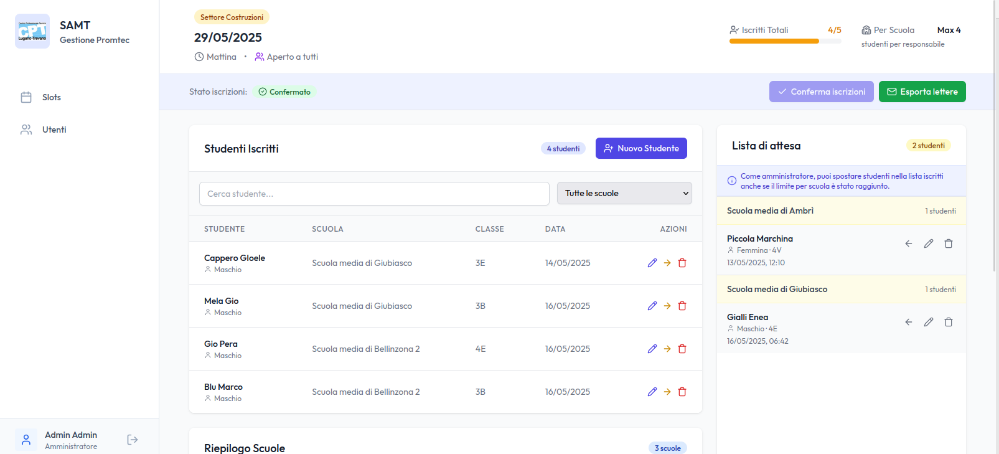 Centro Professionale Tecnico
CPT
Lugano-Trevano
SAMT
Gestione Promtec
Slots
Utenti
Admin Admin
Amministratore
Settore Costruzioni
29/05/2025
Mattina • Aperto a tutti
Iscritti Totali 4/5
Per Scuola Max 4
studenti per responsabile
Stato iscrizioni: Confermato
Conferma iscrizioni
Esporta lettere
Studenti Iscritti
4 studenti
Nuovo Studente
Cerca studente...
Tutte le scuole
STUDENTE SCUOLA CLASSE DATA AZIONI
Cappero Gloele
Maschio
Scuola media di Giubiasco 3E 14/05/2025
Mela Gio
Maschio
Scuola media di Giubiasco 3B 16/05/2025
Gio Pera
Maschio
Scuola media di Bellinzona 2 4E 16/05/2025
Blu Marco
Maschio
Scuola media di Bellinzona 2 3B 16/05/2025
Riepilogo Scuole
3 scuole
Lista di attesa
2 studenti
Come amministratore, puoi spostare studenti nella lista iscritti
anche se il limite per scuola è stato raggiunto.
Scuola media di Ambrì 1 studenti
Piccola Marchina
Femmina · 4V
13/05/2025, 12:10
Scuola media di Giubiasco 1 studenti
Gialli Enea
Maschio · 4E
16/05/2025, 06:42